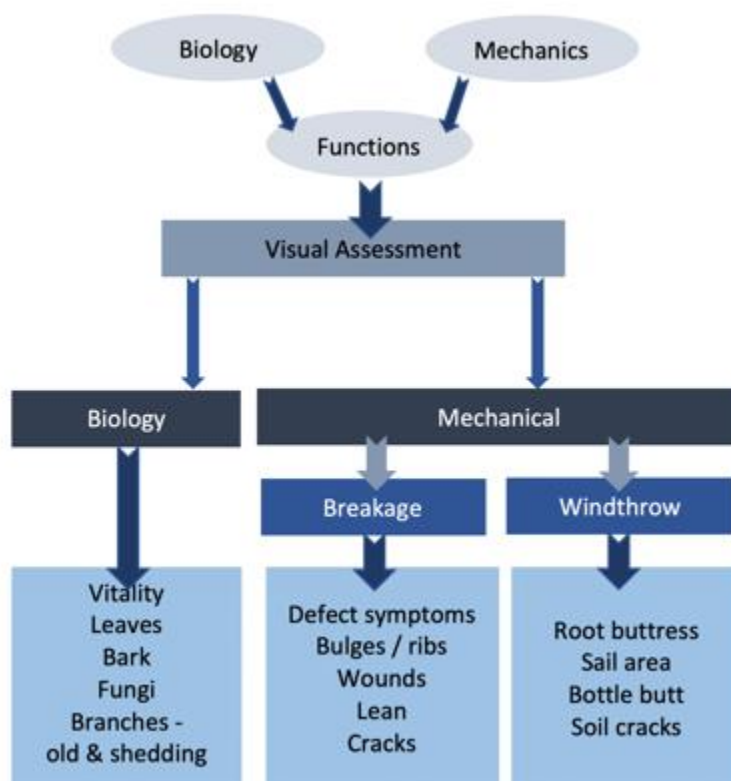 Biology
Mechanics
Functions
Visual Assessment
Biology
Mechanical
Breakage
Windthrow
Vitality
Leaves
Bark
Fungi
Branches -
old & shedding
Defect symptoms
Bulges / ribs
Wounds
Lean
Cracks
Root buttress
Sail area
Bottle butt
Soil cracks